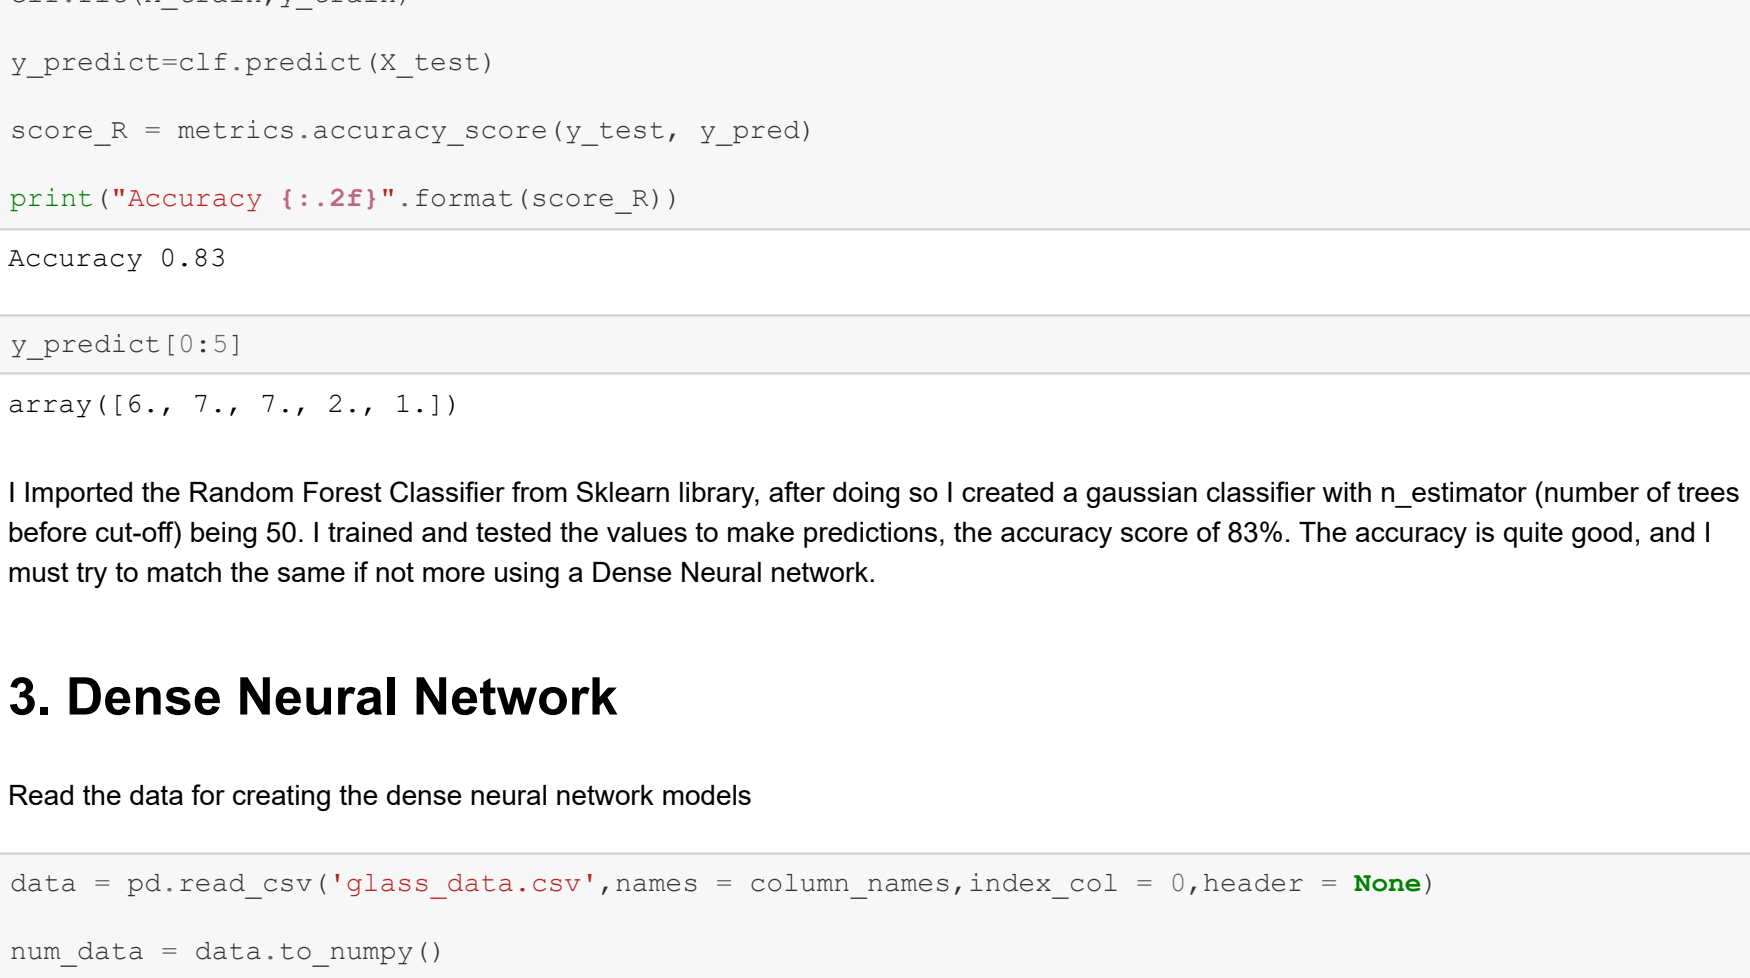 clf.fit(X_train,y_train)
y_predict=clf.predict(X_test)
score_R = metrics.accuracy_score(y_test, y_pred)
print("Accuracy {:.2f}".format(score_R))
Accuracy 0.83
y_predict[0:5]
array([6., 7., 7., 2., 1.])
I Imported the Random Forest Classifier from Sklearn library, after doing so I created a gaussian classifier with n_estimator (number of trees
before cut-off) being 50. I trained and tested the values to make predictions, the accuracy score of 83%. The accuracy is quite good, and I
must try to match the same if not more using a Dense Neural network.
3. Dense Neural Network
Read the data for creating the dense neural network models
data = pd.read_csv('glass_data.csv',names = column_names,index_col = 0,header = None)
num_data = data.to_numpy()